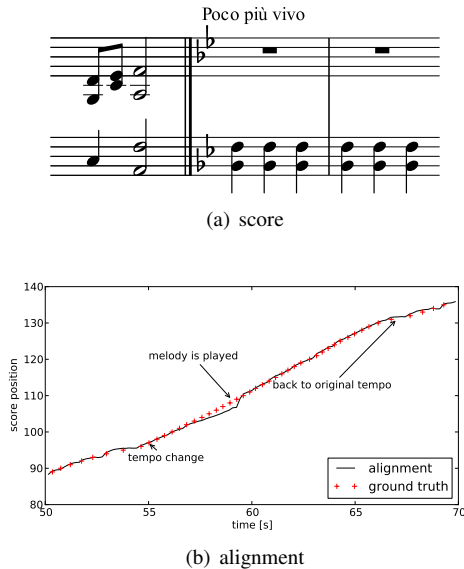 Poco più vivo
(a) score
140
130
120
110
100
90
80
score position
melody is played
back to original tempo
tempo change
alignment
ground truth
50
55
60
65
70
time [s]
(b) alignment